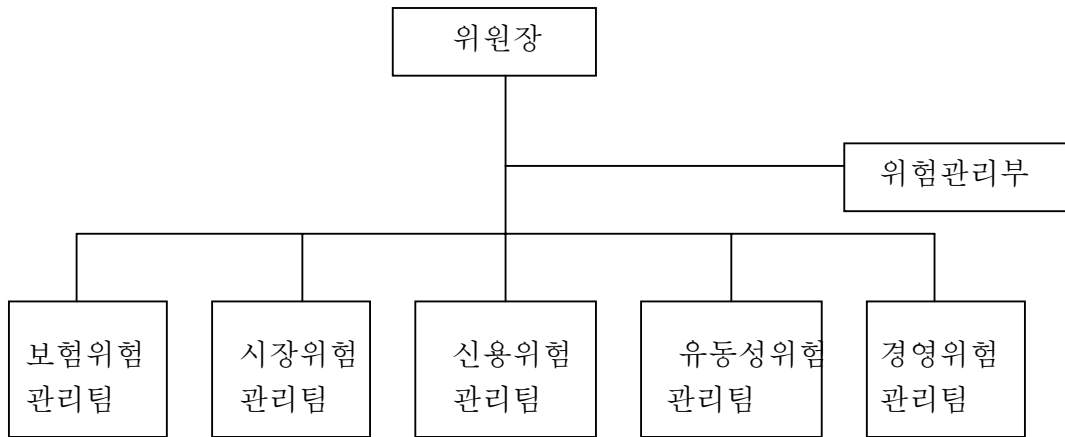 위원장
위험관리부
보험위험
관리팀
시장위험
관리팀
신용위험
관리팀
유동성위험
관리팀
경영위험
관리팀